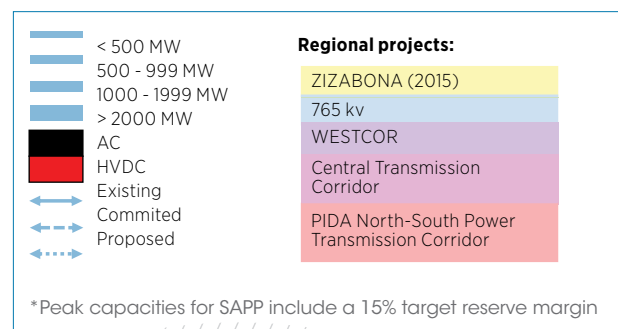 < 500 MW
500 - 999 MW
1000 - 1999 MW
> 2000 MW
AC
HVDC
Existing
Commited
Proposed
Regional projects:
ZIZABONA (2015)
765 kv
WESTCOR
Central Transmission
Corridor
PIDA North-South Power
Transmission Corridor
*Peak capacities for SAPP include a 15% target reserve margin